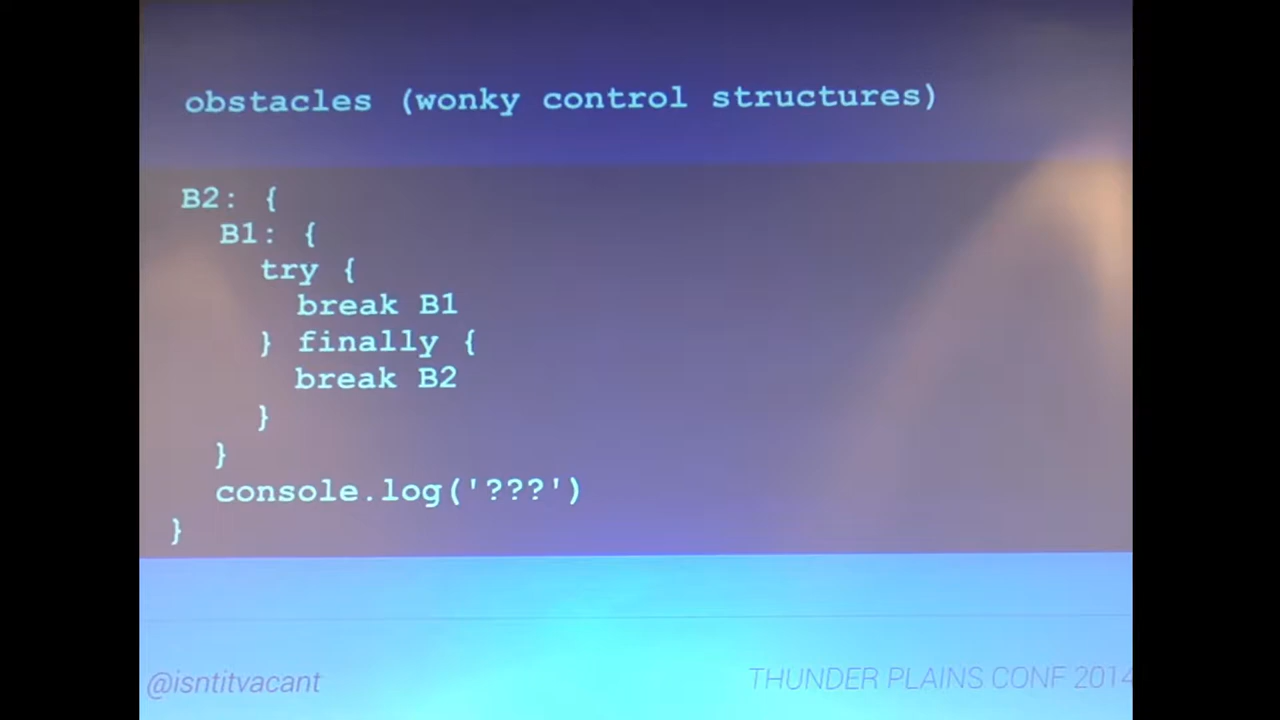 obstacles (wonky control structures)
B2: {
B1: {
try {
break B1
} finally {
break B2
}
}
console.log('???')
}
@isntitvacant
THUNDER PLAINS CONF 2014